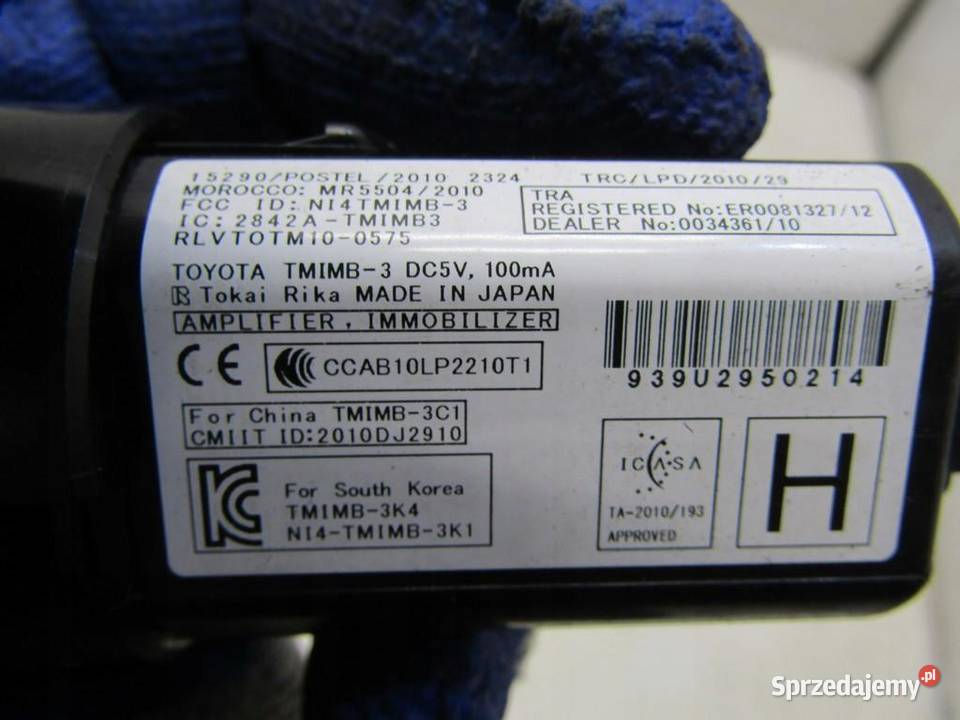 15290/POSTEL/2010 2324
TRC/LPD/2010/29
MOROCCO: MR5504/2010
FCC ID: NI4TMIMB-3
IC: 2842A-TMIMB3
RLVTOTM10-0575
TRA
REGISTERED No:ER0081327/12
DEALER No:0034361/10
TOYOTA TMIMB-3 DC5V, 100mA
R Tokai Rika MADE IN JAPAN
AMPLIFIER, IMMOBILIZER
CE
CCC
CCAB10LP2210T1
939U2950214
For China TMIMB-3C1
CMIIT ID:2010DJ2910
KC
For South Korea
TMIMB-3K4
NI4-TMIMB-3K1
ICASA
TA-2010/193
APPROVED
H
Sprzedajemy.pl